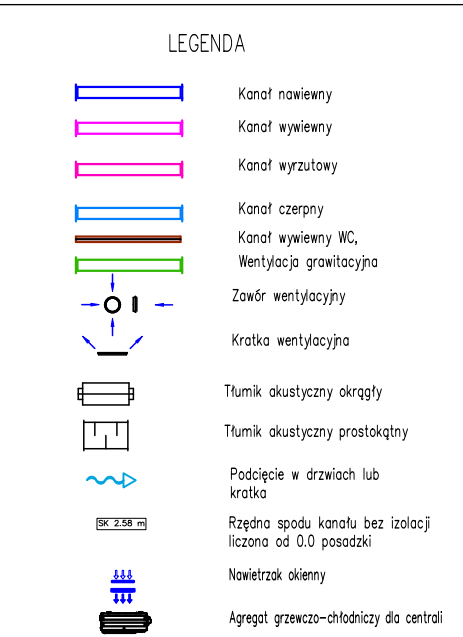 LEGENDA
Kanał nawiewny
Kanał wywiewny
Kanał wyrzutowy
Kanał czerpny
Kanał wywiewny WC,
Wentylacja grawitacyjna
Zawór wentylacyjny
Kratka wentylacyjna
Tłumik akustyczny okrągły
Tłumik akustyczny prostokątny
Podcięcie w drzwiach lub
kratka
SK 2.58 m
Rzędna spodu kanału bez izolacji
liczona od 0.0 posadzki
Nawietrzak okienny
Agregat grzewczo-chłodniczy dla centrali